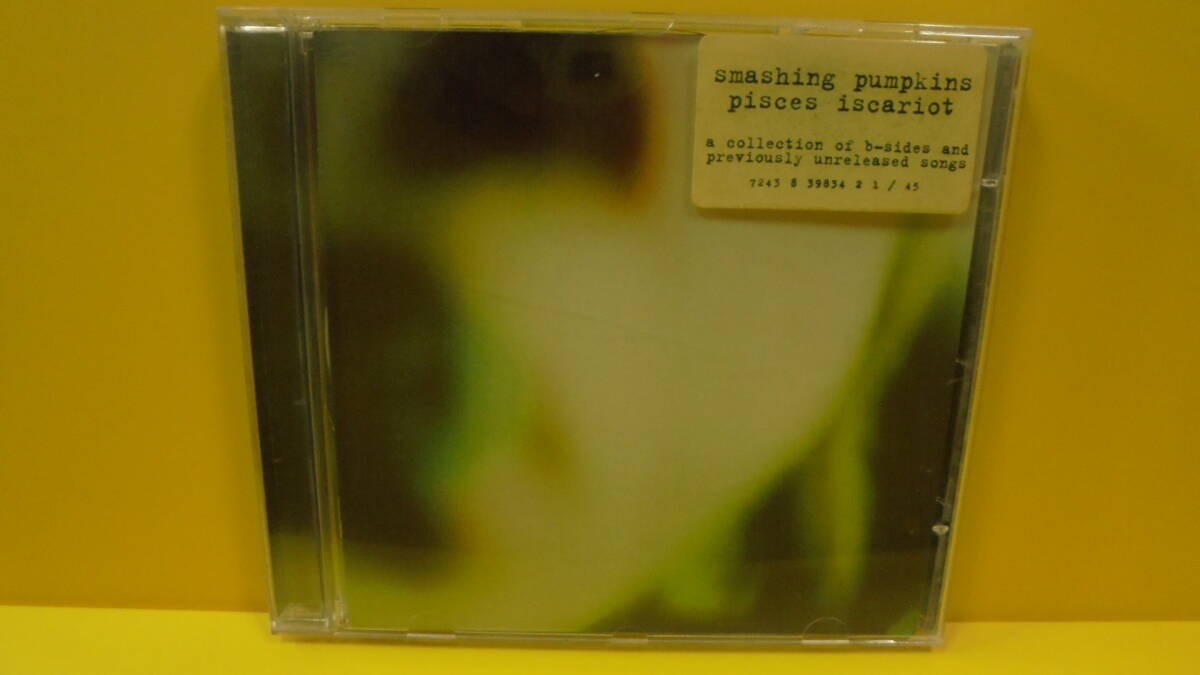 smashing pumpkins
pisces iscariot
a collection of b-sides and
previously unreleased songs
7243 8 39834 2 1 / 45